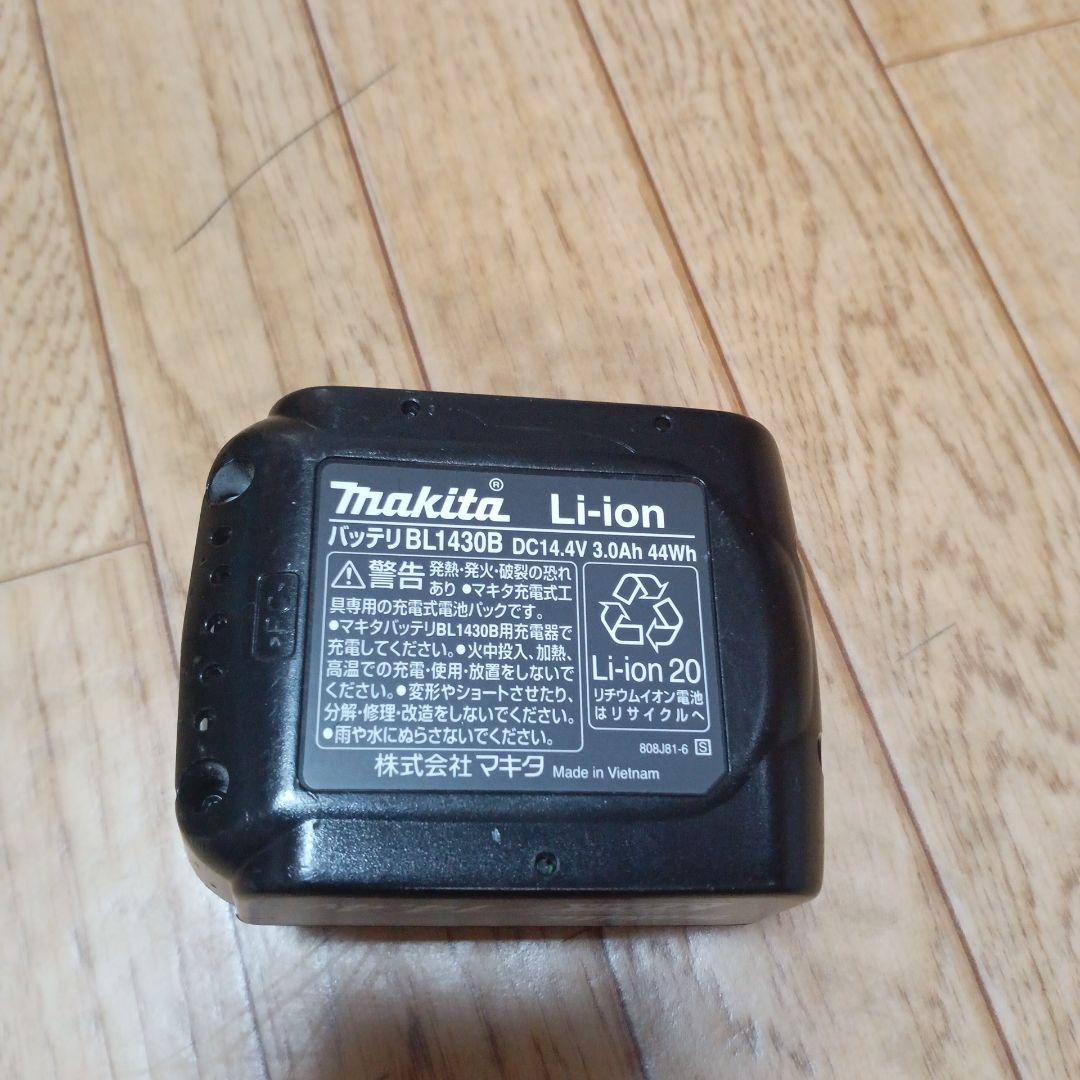 makita® Li-ion
バッテリ BL1430B DC14.4V 3.0Ah 44Wh
⚠警告 発熱・発火・破裂の恐れ
あり ●マキタ充電式工
具専用の充電式電池パックです。
●マキタバッテリBL1430B用充電器で
充電してください。●火中投入、加熱、
高温での充電・使用・放置をしないで
ください。●変形やショートさせたり、
分解・修理・改造をしないでください。
●雨や水にぬらさないでください。
Li-ion 20
リチウムイオン電池
はリサイクルへ
808J81-6 S
株式会社マキタ Made in Vietnam